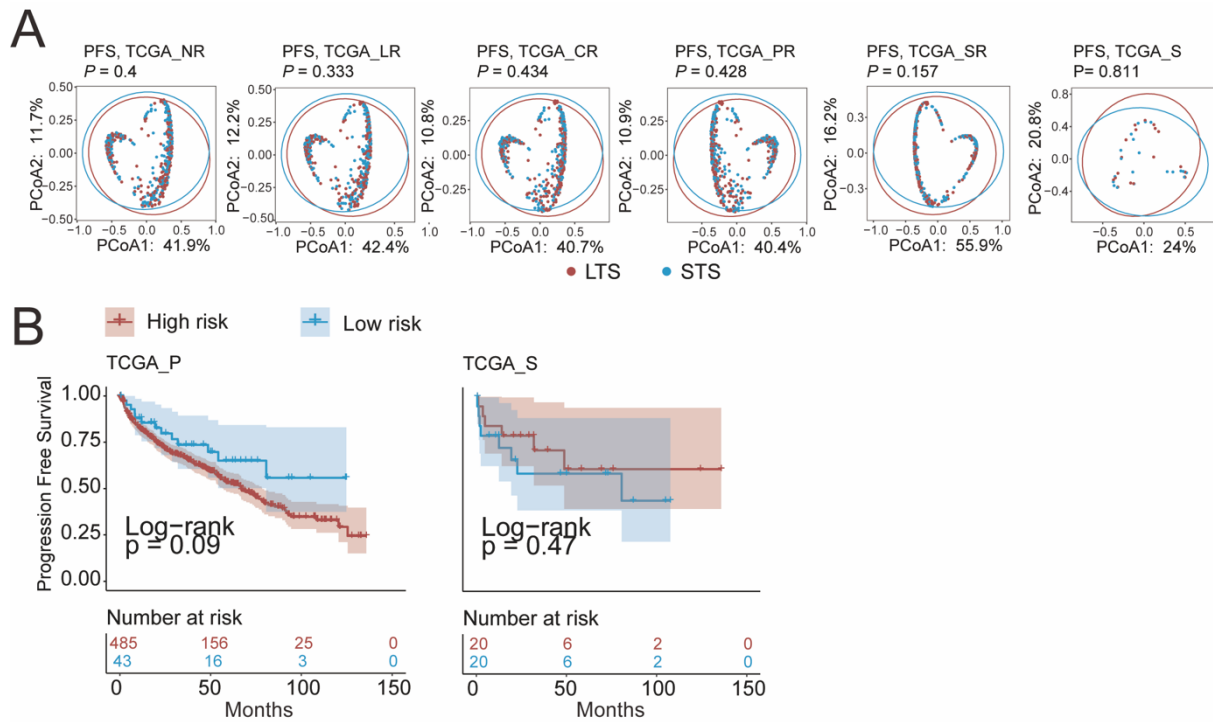 A
PFS, TCGA_NR
P = 0.4
PFS, TCGA_LR
P = 0.333
PFS, TCGA_CR
P = 0.434
PFS, TCGA_PR
P = 0.428
PFS, TCGA_SR
P = 0.157
PFS, TCGA_S
P= 0.811
PCoA2: 11.7%
0.50
0.25
0.00
−0.25
−0.50
−1.0 −0.5 0.0 0.5 1.0
PCoA1: 41.9%
PCoA2: 12.2%
0.50
0.25
0.00
−0.25
−0.50
−1.0 −0.5 0.0 0.5 1.0
PCoA1: 42.4%
PCoA2: 10.8%
0.25
0.00
−0.25
−1.0 −0.5 0.0 0.5
PCoA1: 40.7%
PCoA2: 10.9%
0.25
0.00
−0.25
−1.0 −0.5 0.0 0.5 1.0
PCoA1: 40.4%
PCoA2: 16.2%
0.3
0.0
−0.3
−1.0 −0.5 0.0 0.5 1.0
PCoA1: 55.9%
PCoA2: 20.8%
0.8
0.4
0.0
−0.4
−0.5 0.0 0.5
PCoA1: 24%
LTS STS
High risk Low risk
B
TCGA_P
Progression Free Survival
1.00
0.75
0.50
0.25
0.00
Log−rank
p = 0.09
Number at risk
485 156 25 0
43 16 3 0
0 50 100 150
Months
TCGA_S
Log−rank
p = 0.47
Number at risk
20 6 2 0
20 6 2 0
0 50 100 150
Months